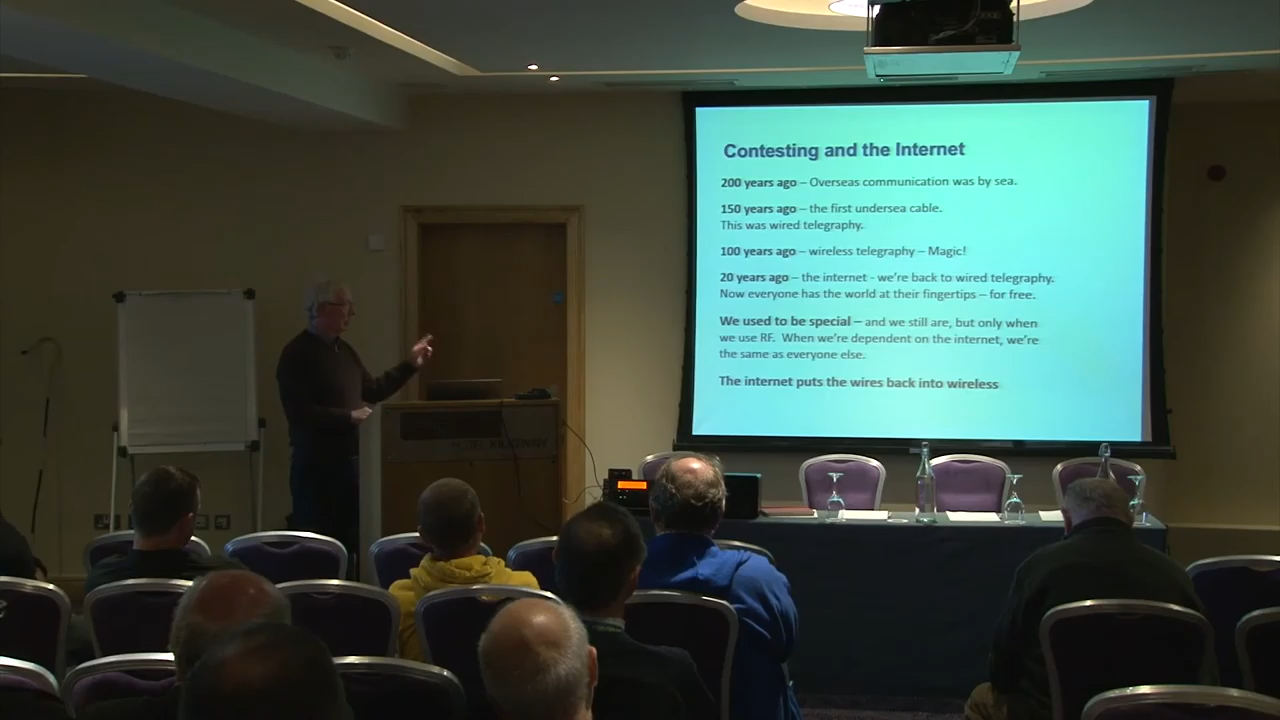 Contesting and the Internet
200 years ago – Overseas communication was by sea.
150 years ago – the first undersea cable.
This was wired telegraphy.
100 years ago – wireless telegraphy – Magic!
20 years ago – the internet - we're back to wired telegraphy.
Now everyone has the world at their fingertips – for free.
We used to be special – and we still are, but only when
we use RF. When we're dependent on the internet, we're
the same as everyone else.
The internet puts the wires back into wireless
HOTEL KILKENNY